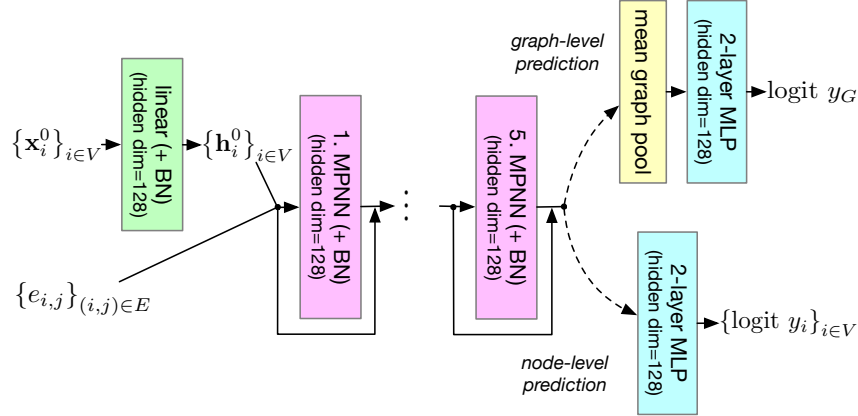 {x_i^0}_{i∈V}
linear (+ BN)
(hidden dim=128)
{h_i^0}_{i∈V}
{e_{i,j}}_{(i,j)∈E}
1. MPNN (+ BN)
(hidden dim=128)
⋮
5. MPNN (+ BN)
(hidden dim=128)
graph-level
prediction
mean graph pool
2-layer MLP
(hidden dim=128)
logit y_G
node-level
prediction
2-layer MLP
(hidden dim=128)
{logit y_i}_{i∈V}